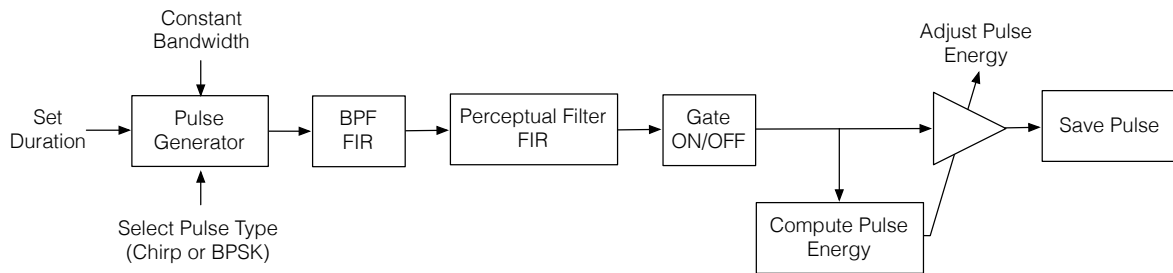 Constant
Bandwidth
Set
Duration
Pulse
Generator
Select Pulse Type
(Chirp or BPSK)
BPF
FIR
Perceptual Filter
FIR
Gate
ON/OFF
Compute Pulse
Energy
Adjust Pulse
Energy
Save Pulse